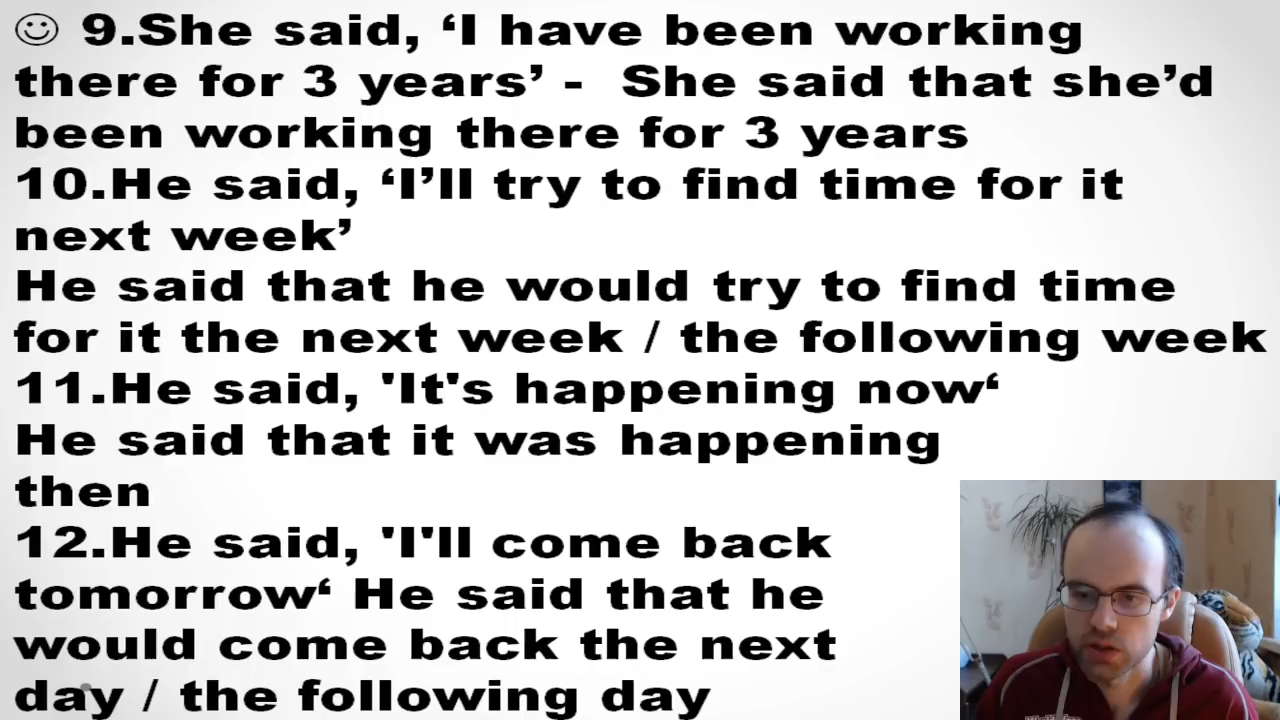 ☺ 9.She said, ‘I have been working
there for 3 years’ - She said that she’d
been working there for 3 years
10.He said, ‘I’ll try to find time for it
next week’
He said that he would try to find time
for it the next week / the following week
11.He said, 'It's happening now‘
He said that it was happening
then
12.He said, 'I'll come back
tomorrow‘ He said that he
would come back the next
day / the following day